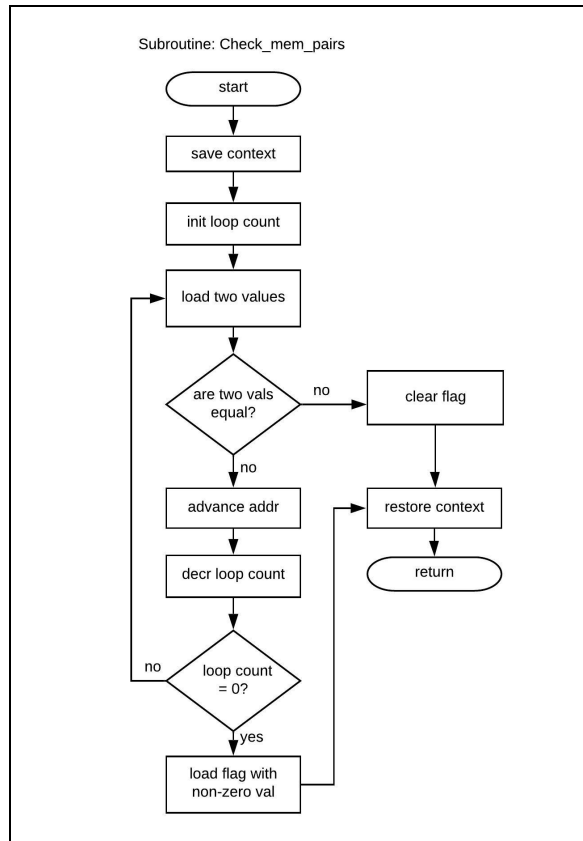 Subroutine: Check_mem_pairs
start
save context
init loop count
load two values
are two vals
equal?
no
clear flag
no
advance addr
restore context
decr loop count
return
no
loop count
= 0?
yes
load flag with
non-zero val